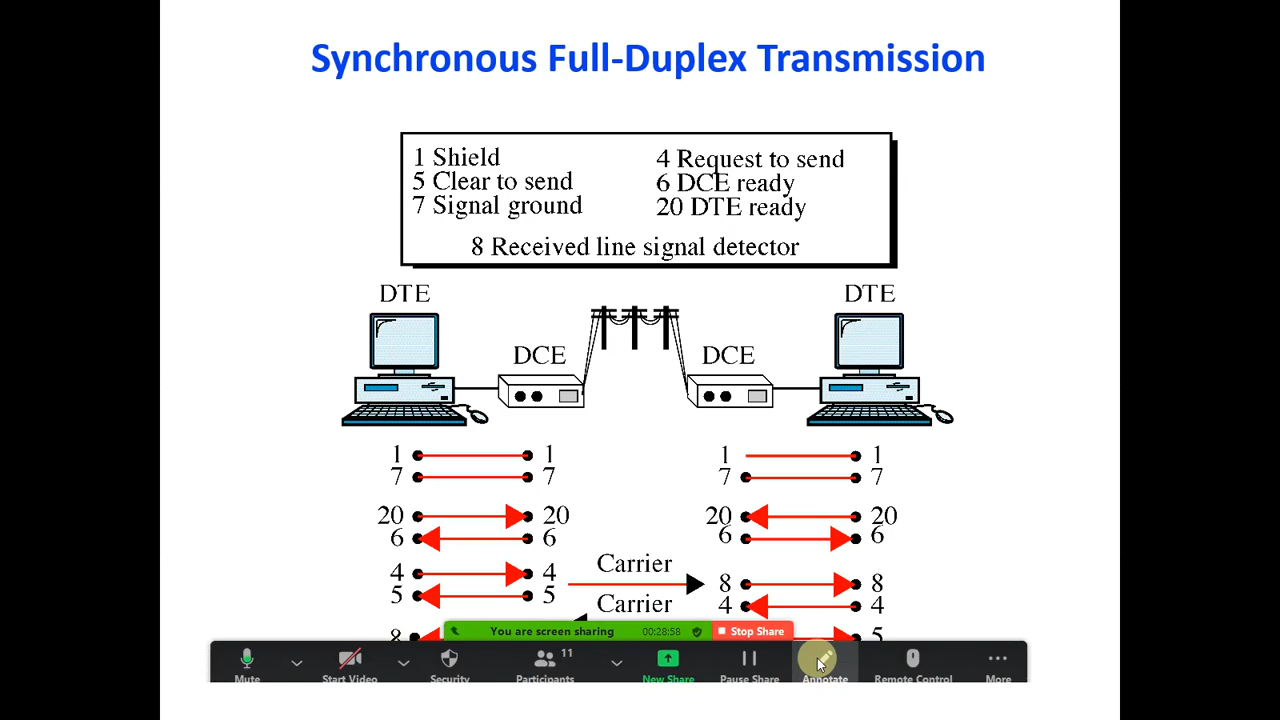 Synchronous Full-Duplex Transmission
1 Shield 4 Request to send
5 Clear to send 6 DCE ready
7 Signal ground 20 DTE ready
8 Received line signal detector
DTE DTE
DCE DCE
1 1 1 1
7 7 7 7
20 20 20 20
6 6 6 6
4 4 Carrier 8 8
5 5 Carrier 4 4
8 5
You are screen sharing 00:28:58 Stop Share
11
Mute Start Video Security Participants New Share Pause Share Annotate Remote Control More